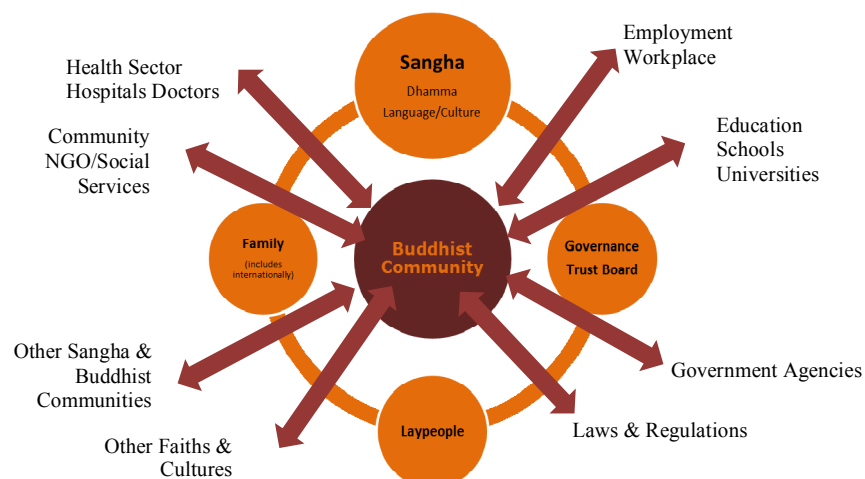 Sangha
Dhamma
Language/Culture
Employment
Workplace
Health Sector
Hospitals Doctors
Education
Schools
Universities
Community
NGO/Social
Services
Family
(includes
internationally)
Buddhist
Community
Governance
Trust Board
Other Sangha &
Buddhist
Communities
Government Agencies
Other Faiths &
Cultures
Laypeople
Laws & Regulations